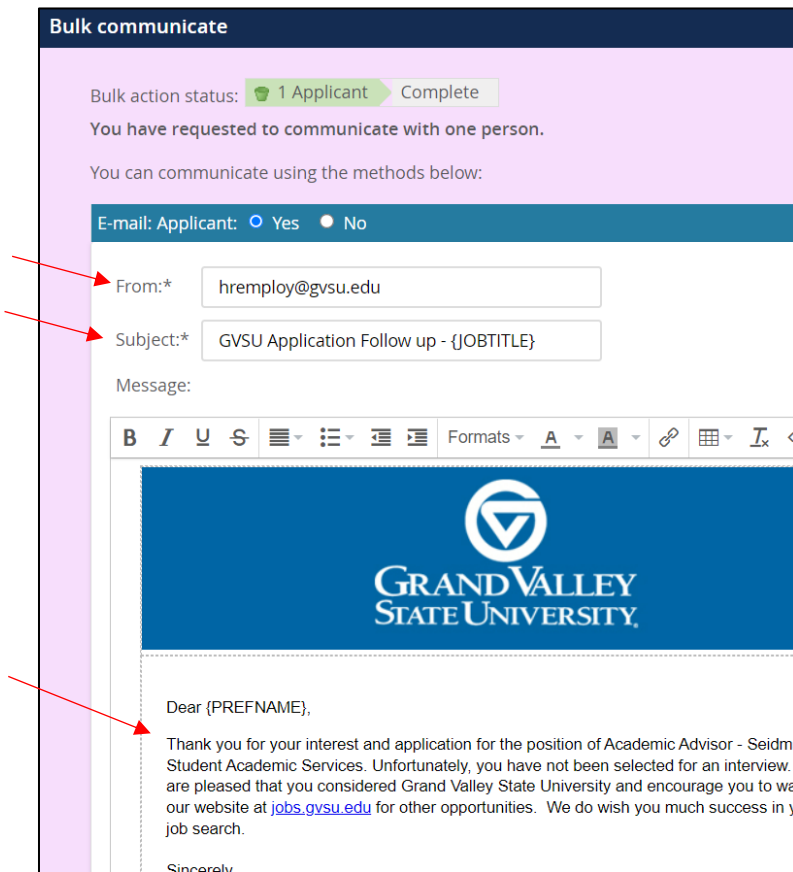 Bulk communicate
Bulk action status: 1 Applicant Complete
You have requested to communicate with one person.
You can communicate using the methods below:
E-mail: Applicant: Yes No
From:* hremploy@gvsu.edu
Subject:* GVSU Application Follow up - {JOBTITLE}
Message:
B I U S Formats A A Tx
GRAND VALLEY
STATE UNIVERSITY
Dear {PREFNAME},
Thank you for your interest and application for the position of Academic Advisor -
Student Academic Services. Unfortunately, you have not been selected for an interview.
are pleased that you considered Grand Valley State University and encourage you to
our website at jobs.gvsu.edu for other opportunities. We do wish you much success in
job search.
Sincerely